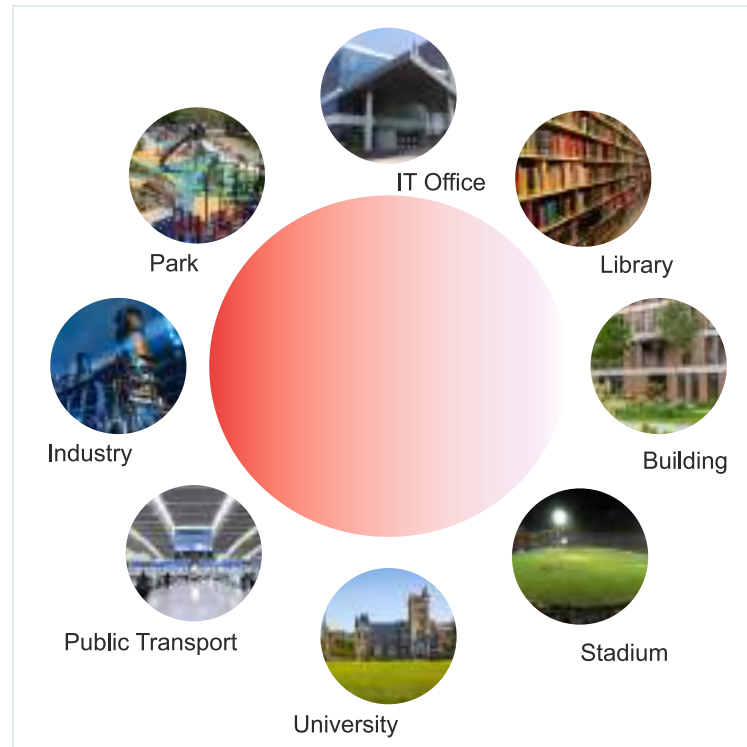 IT Office
Library
Park
Industry
Building
Public Transport
Stadium
University